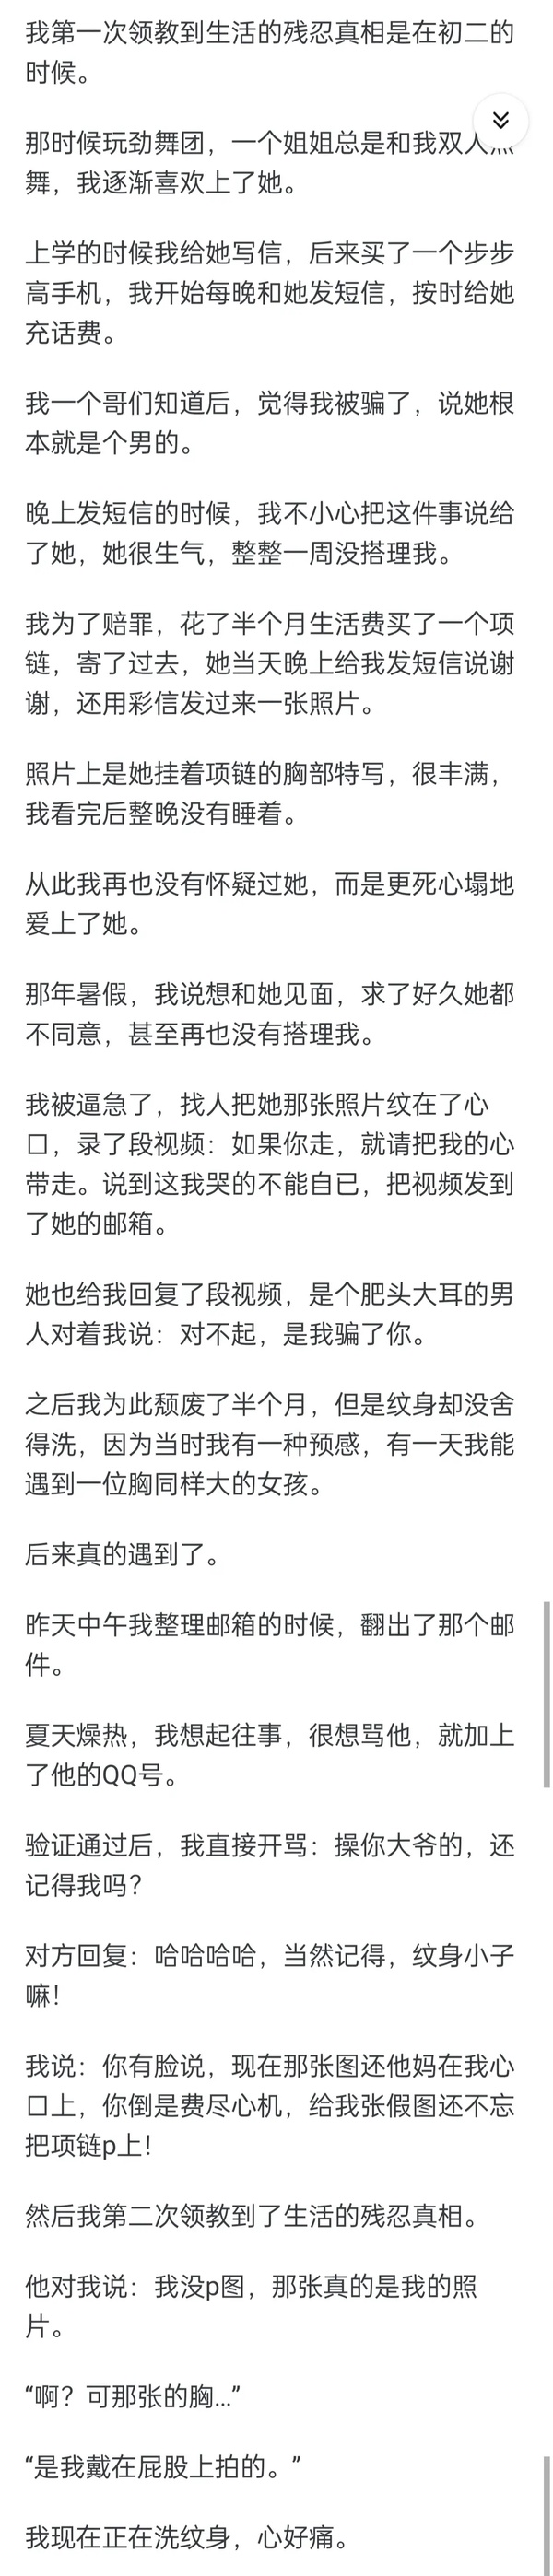 我第一次领教到生活的残忍真相是在初二的
时候。
那时候玩劲舞团，一个姐姐总是和我双人
舞，我逐渐喜欢上了她。
上学的时候我给她写信，后来买了一个步步
高手机，我开始每晚和她发短信，按时给她
充话费。
我一个哥们知道后，觉得我被骗了，说她根
本就是个男的。
晚上发短信的时候，我不小心把这件事说给
了她，她很生气，整整一周没搭理我。
我为了赔罪，花了半个月生活费买了一个项
链，寄了过去，她当天晚上给我发短信说谢
谢，还用彩信发过来一张照片。
照片上是她挂着项链的胸部特写，很丰满，
我看完后整晚没有睡着。
从此我再也没有怀疑过她，而是更死心塌地
爱上了她。
那年暑假，我说想和她见面，求了好久她都
不同意，甚至再也没有搭理我。
我被逼急了，找人把她那张照片纹在了心
口，录了段视频：如果你走，就请把我的心
带走。说到这我哭的不能自已，把视频发到
了她的邮箱。
她也给我回复了段视频，是个肥头大耳的男
人对着我说：对不起，是我骗了你。
之后我为此颓废了半个月，但是纹身却没舍
得洗，因为当时我有一种预感，有一天我能
遇到一位胸同样大的女孩。
后来真的遇到了。
昨天中午我整理邮箱的时候，翻出了那个邮
件。
夏天燥热，我想起往事，很想骂他，就加上
了他的QQ号。
验证通过后，我直接开骂：操你大爷的，还
记得我吗？
对方回复：哈哈哈哈，当然记得，纹身小子
嘛！
我说：你有脸说，现在那张图还他妈在我心
口上，你倒是费尽心机，给我张假图还不忘
把项链p上！
然后我第二次领教到了生活的残忍真相。
他对我说：我没p图，那张真的是我的照
片。
“啊？可那张的胸…”
“是我戴在屁股上拍的。”
我现在正在洗纹身，心好痛。